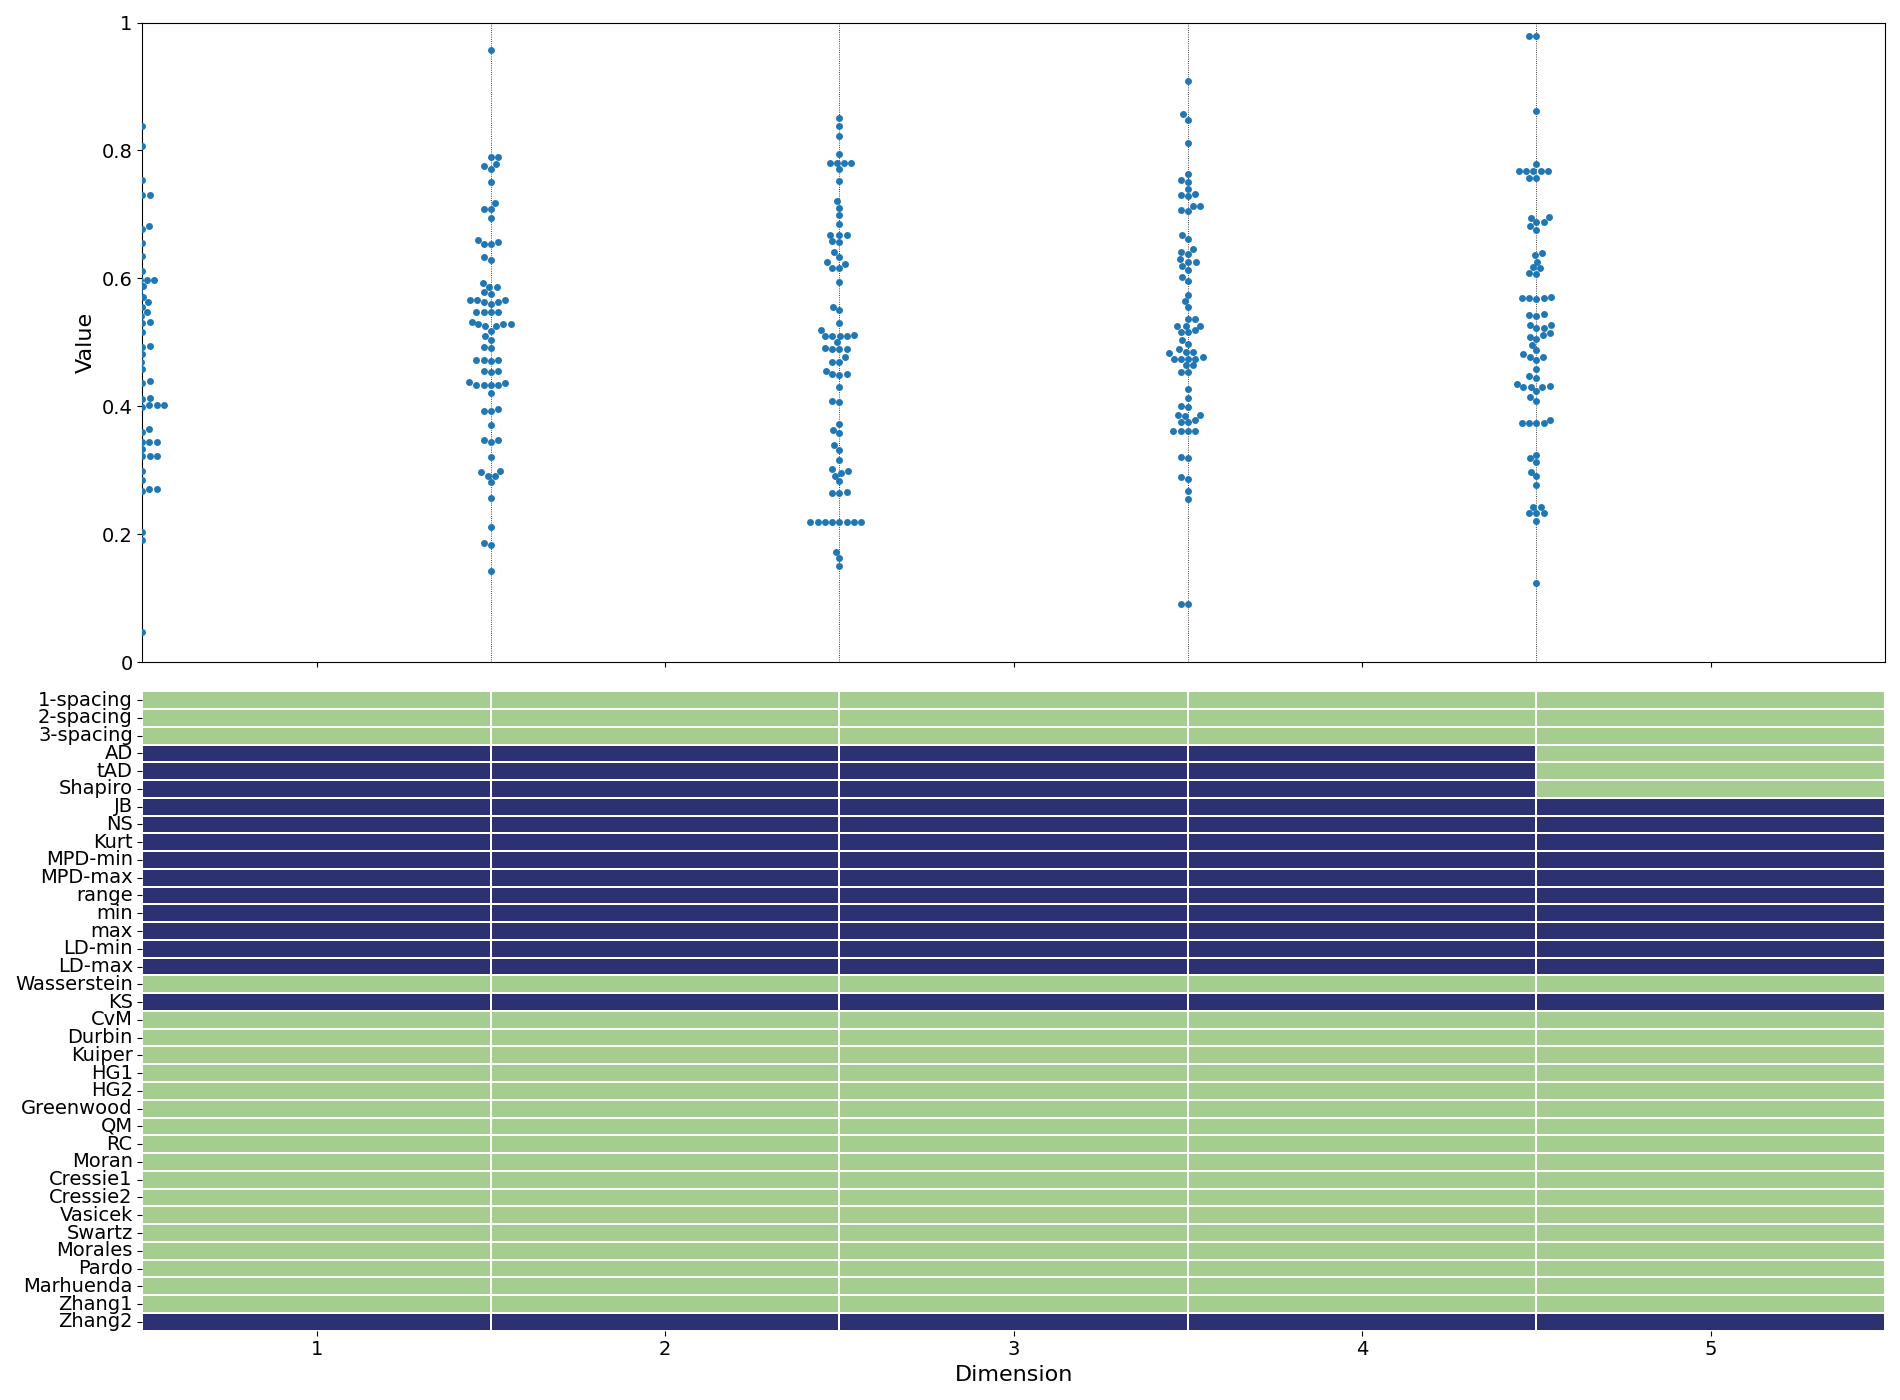 1
0.8
0.6
0.4
0.2
0
Value
1-spacing
2-spacing
3-spacing
AD
tAD
Shapiro
JB
NS
Kurt
MPD-min
MPD-max
range
min
max
LD-min
LD-max
Wasserstein
KS
CvM
Durbin
Kuiper
HG1
HG2
Greenwood
QM
RC
Moran
Cressie1
Cressie2
Vasicek
Swartz
Morales
Pardo
Marhuenda
Zhang1
Zhang2
1 2 3 4 5
Dimension